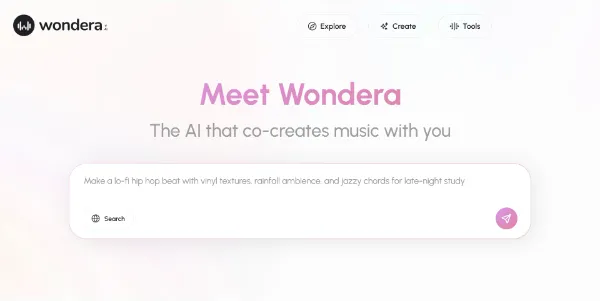 wondera
Explore
Create
Tools
Meet Wondera
The AI that co-creates music with you
Make a lo-fi hip hop beat with vinyl textures, rainfall ambience, and jazzy chords for late-night study
Search